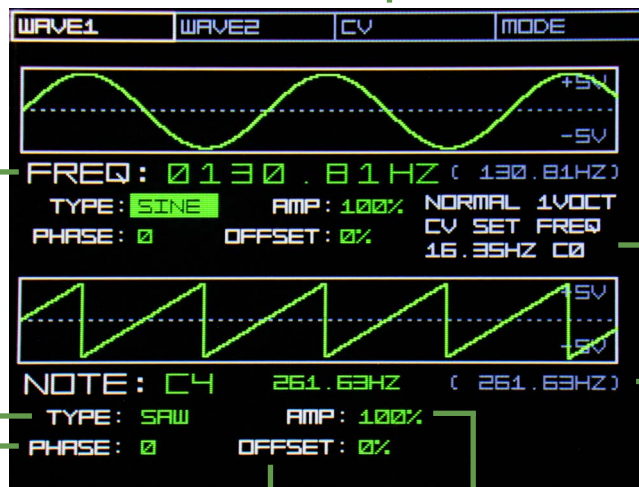 WAVE1 WAVE2 CV MODE
+5V
-5V
FREQ: 0130.81HZ ( 130.81HZ)
TYPE: SINE AMP: 100% NORMAL 1VOCT
PHASE: 0 OFFSET: 0% CV SET FREQ
16.35HZ C0
+5V
-5V
NOTE: C4 261.63HZ ( 261.63HZ)
TYPE: SAW AMP: 100%
PHASE: 0 OFFSET: 0%